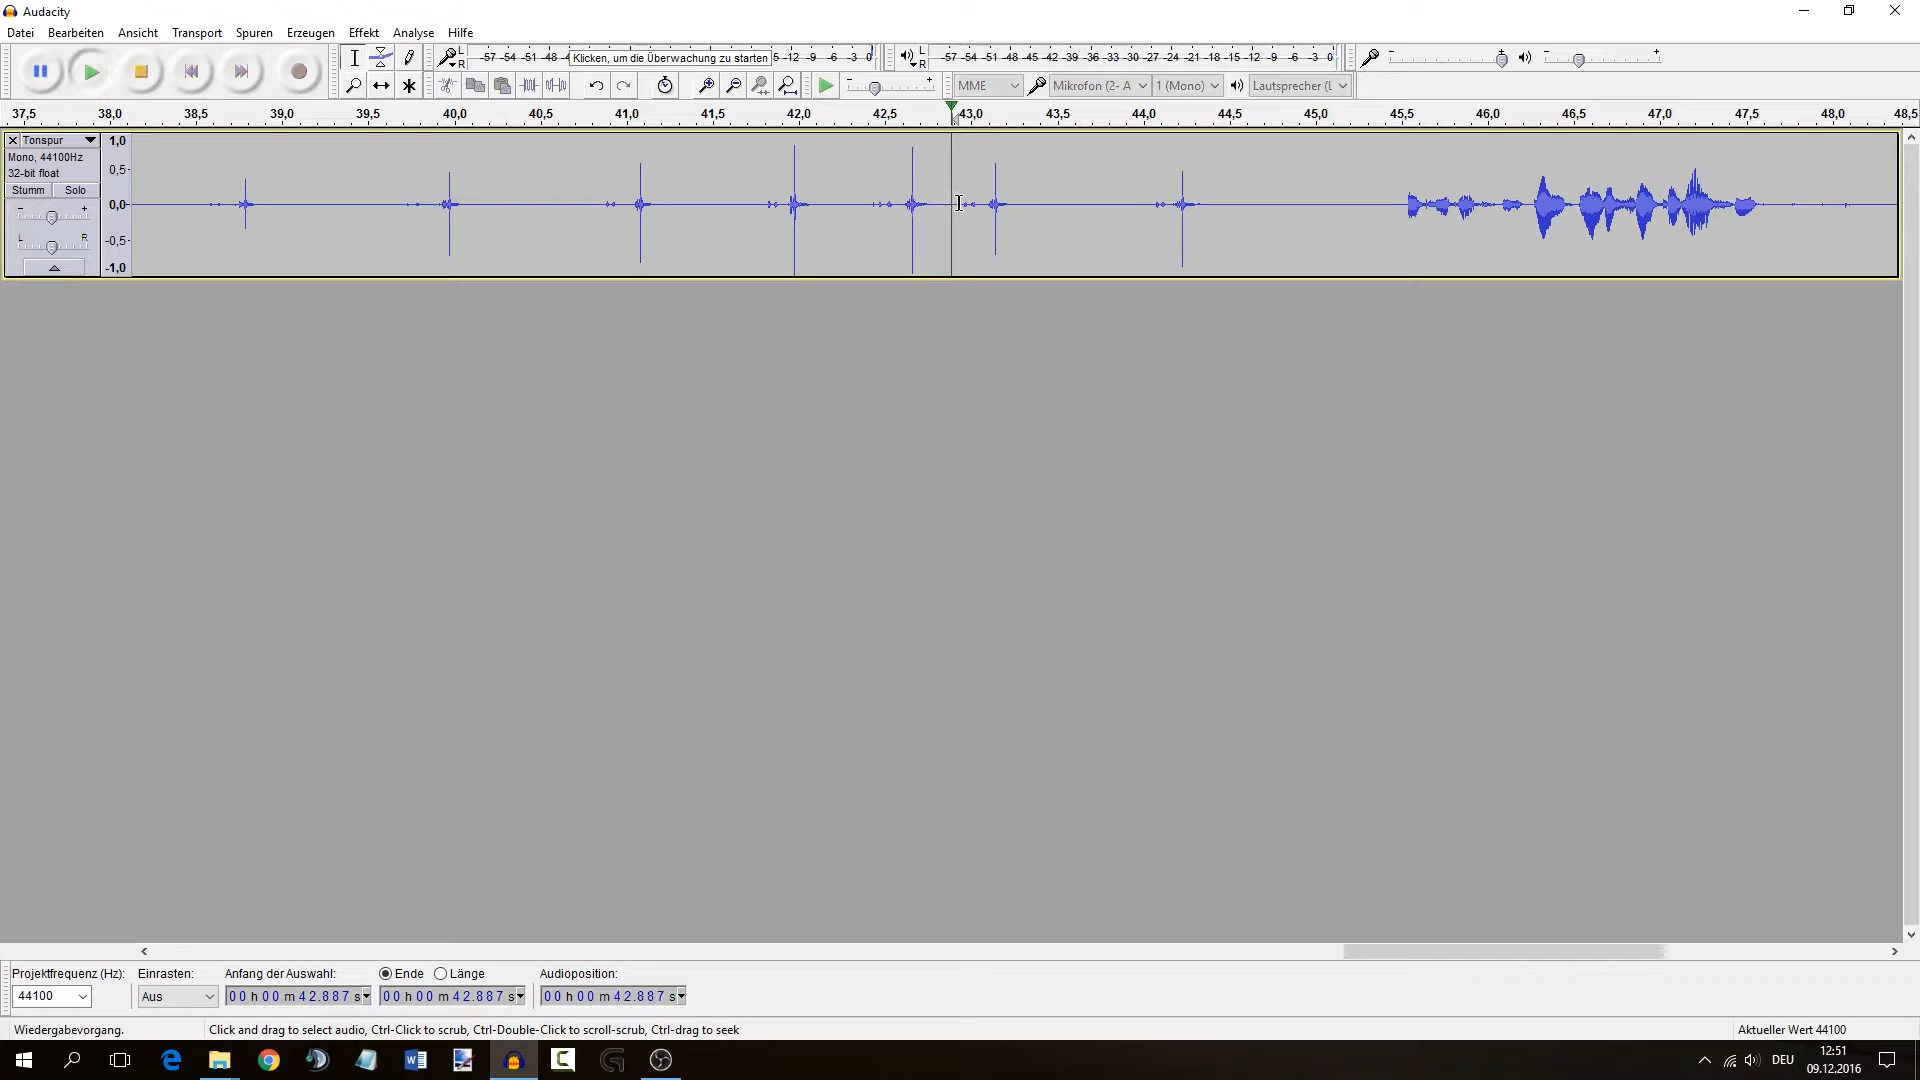 Audacity
Datei Bearbeiten Ansicht Transport Spuren Erzeugen Effekt Analyse Hilfe
L R -57 -54 -51 -48 -4 Klicken, um die Überwachung zu starten 5 -12 -9 -6 -3 0 L R -57 -54 -51 -48 -45 -42 -39 -36 -33 -30 -27 -24 -21 -18 -15 -12 -9 -6 -3 0 - + - +
- + MME Mikrofon (2- A 1 (Mono) Lautsprecher (L
37,5 38,0 38,5 39,0 39,5 40,0 40,5 41,0 41,5 42,0 42,5 43,0 43,5 44,0 44,5 45,0 45,5 46,0 46,5 47,0 47,5 48,0 48,5
X Tonspur 1,0
Mono, 44100Hz
32-bit float 0,5-
Stumm Solo
- + 0,0-
L R -0,5-
-1,0
Projektfrequenz (Hz): Einrasten: Anfang der Auswahl: Ende Länge Audioposition:
44100 Aus 00 h 00 m 42.887 s 00 h 00 m 42.887 s 00 h 00 m 42.887 s
Wiedergabevorgang. Click and drag to select audio, Ctrl-Click to scrub, Ctrl-Double-Click to scroll-scrub, Ctrl-drag to seek Aktueller Wert 44100
DEU 12:51
09.12.2016